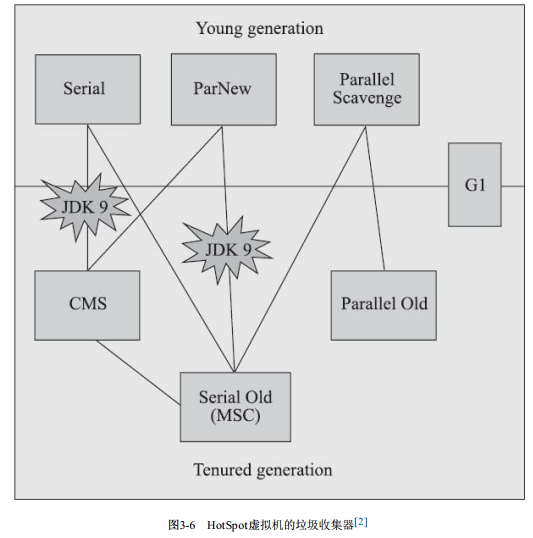 Young generation
Serial
ParNew
Parallel
Scavenge
G1
JDK 9
JDK 9
CMS
Parallel Old
Serial Old
(MSC)
Tenured generation
图3-6 HotSpot虚拟机的垃圾收集器[2]